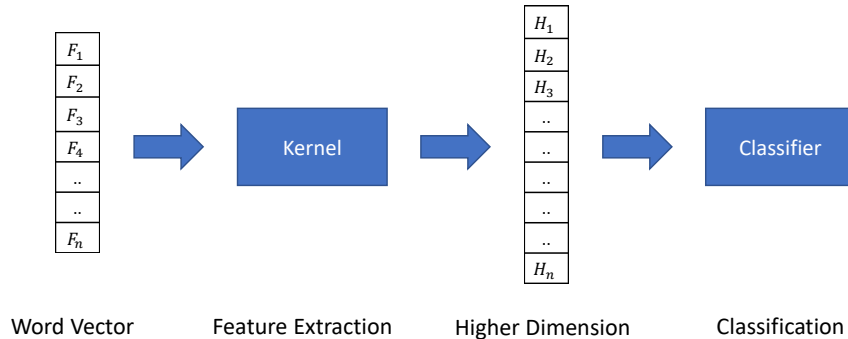 F₁
F₂
F₃
F₄
..
..
Fₙ
Kernel
H₁
H₂
H₃
..
..
..
..
..
Hₙ
Classifier
Word Vector
Feature Extraction
Higher Dimension
Classification